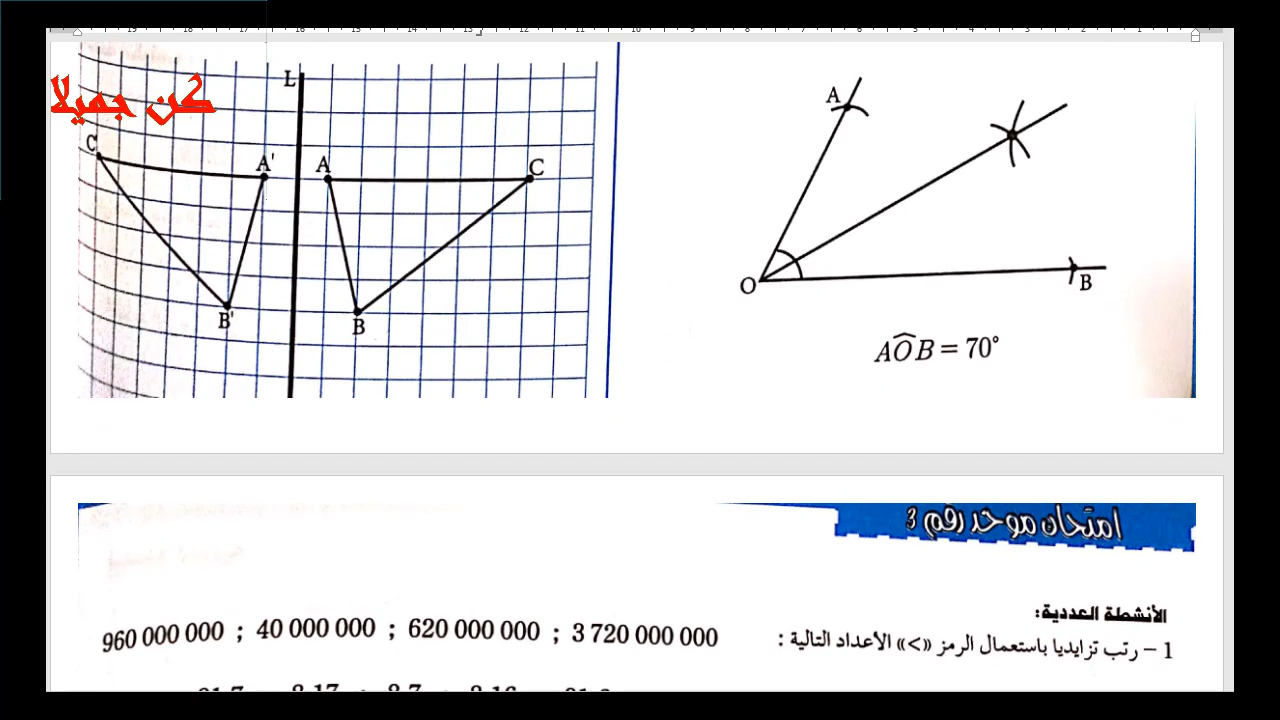 كن جميلا
L
C A' A C
B' B
A
O B
AOB = 70°
امتحان موحد رقم 3
الأنشطة العددية:
1 – رتب تزايديا باستعمال الرمز «>» الأعداد التالية :
960 000 000 ; 40 000 000 ; 620 000 000 ; 3 720 000 000